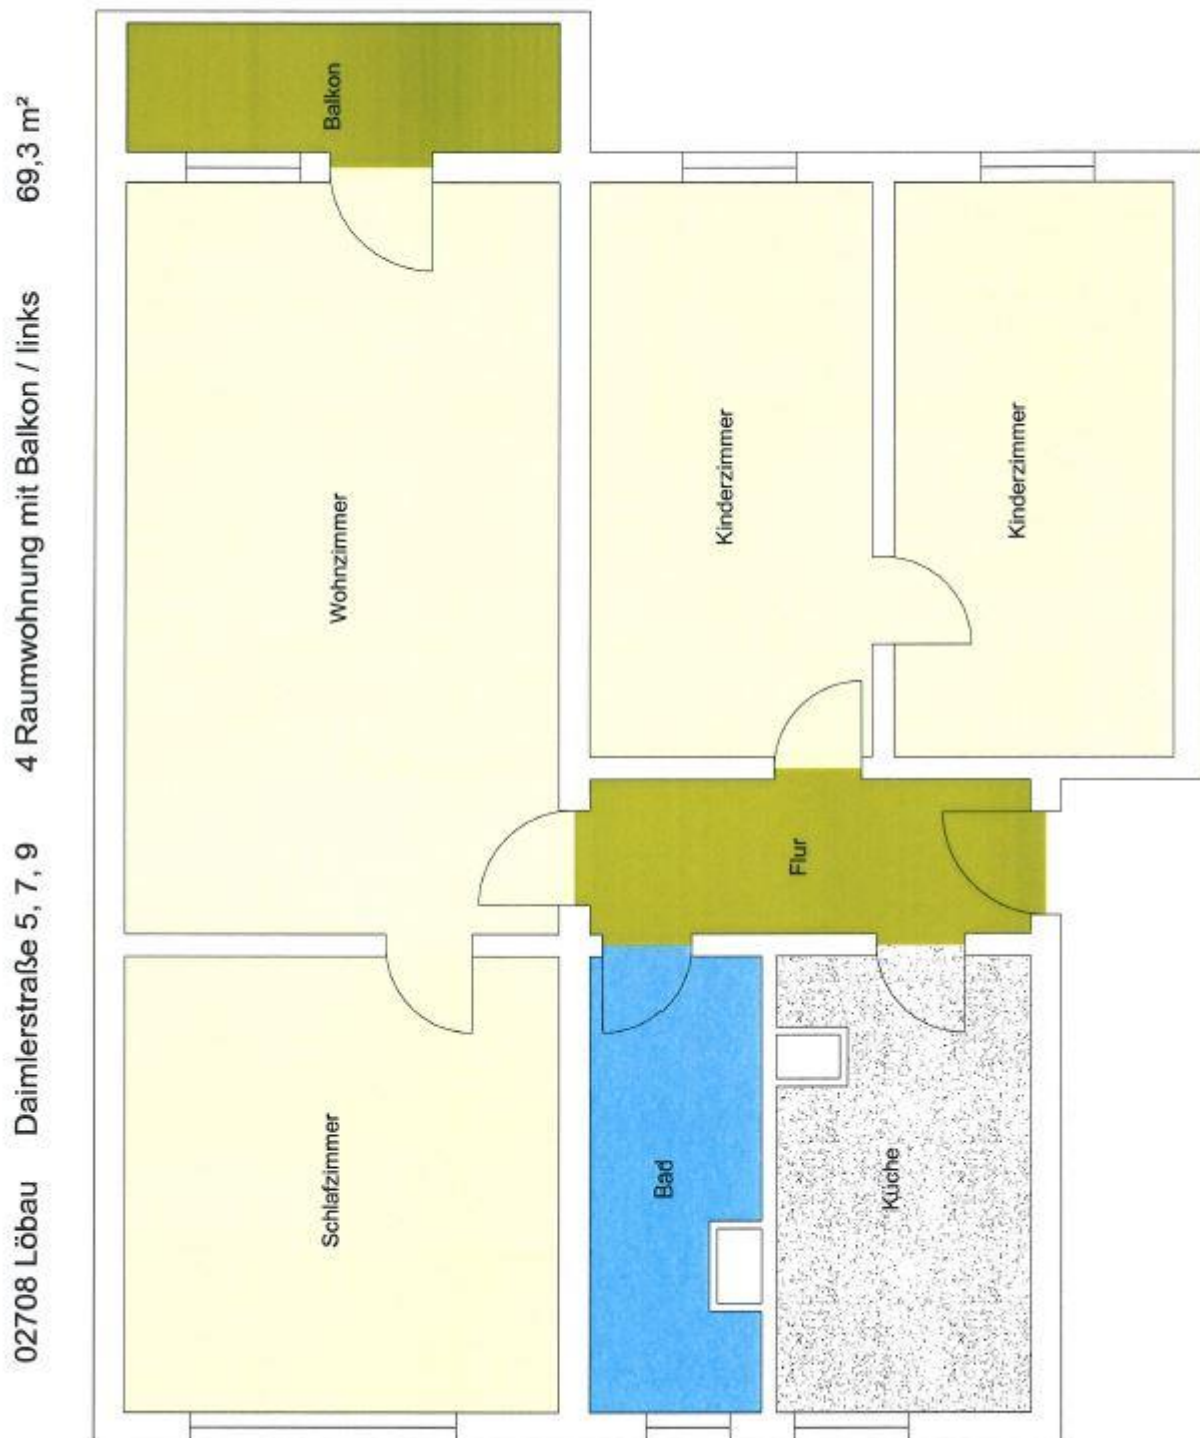 02708 Löbau Daimlerstraße 5, 7, 9 4 Raumwohnung mit Balkon / links 69,3 m²
Schlafzimmer
Wohnzimmer
Balkon
Bad
Küche
Flur
Kinderzimmer
Kinderzimmer